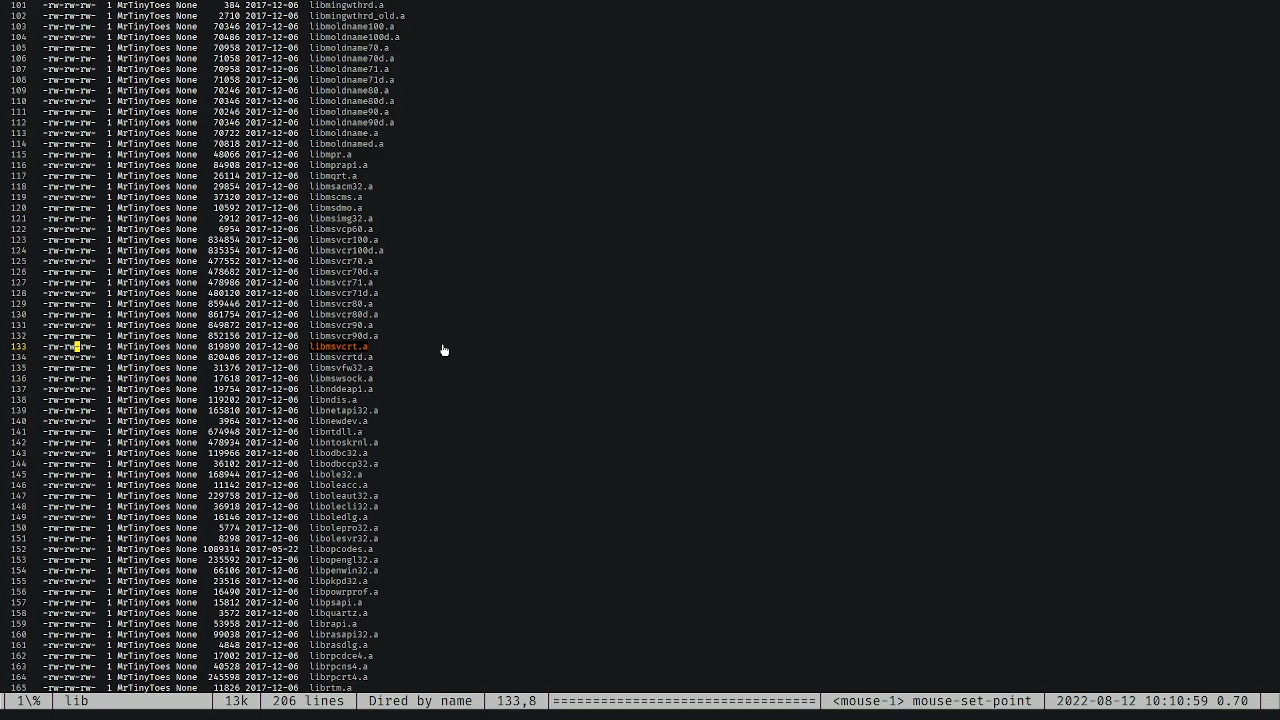 101 -rw-rw-rw- 1 MrTinyToes None 384 2017-12-06 libmingwthrd.a
102 -rw-rw-rw- 1 MrTinyToes None 2710 2017-12-06 libmingwthrd_old.a
103 -rw-rw-rw- 1 MrTinyToes None 70346 2017-12-06 libmoldname100.a
104 -rw-rw-rw- 1 MrTinyToes None 70486 2017-12-06 libmoldname100d.a
105 -rw-rw-rw- 1 MrTinyToes None 70958 2017-12-06 libmoldname70.a
106 -rw-rw-rw- 1 MrTinyToes None 71058 2017-12-06 libmoldname70d.a
107 -rw-rw-rw- 1 MrTinyToes None 70958 2017-12-06 libmoldname71.a
108 -rw-rw-rw- 1 MrTinyToes None 71058 2017-12-06 libmoldname71d.a
109 -rw-rw-rw- 1 MrTinyToes None 70246 2017-12-06 libmoldname80.a
110 -rw-rw-rw- 1 MrTinyToes None 70346 2017-12-06 libmoldname80d.a
111 -rw-rw-rw- 1 MrTinyToes None 70246 2017-12-06 libmoldname90.a
112 -rw-rw-rw- 1 MrTinyToes None 70346 2017-12-06 libmoldname90d.a
113 -rw-rw-rw- 1 MrTinyToes None 70722 2017-12-06 libmoldname.a
114 -rw-rw-rw- 1 MrTinyToes None 70818 2017-12-06 libmoldnamed.a
115 -rw-rw-rw- 1 MrTinyToes None 48066 2017-12-06 libmpr.a
116 -rw-rw-rw- 1 MrTinyToes None 84908 2017-12-06 libmprapi.a
117 -rw-rw-rw- 1 MrTinyToes None 26114 2017-12-06 libmqrt.a
118 -rw-rw-rw- 1 MrTinyToes None 29854 2017-12-06 libmsacm32.a
119 -rw-rw-rw- 1 MrTinyToes None 37320 2017-12-06 libmscms.a
120 -rw-rw-rw- 1 MrTinyToes None 10592 2017-12-06 libmsdmo.a
121 -rw-rw-rw- 1 MrTinyToes None 2912 2017-12-06 libmsimg32.a
122 -rw-rw-rw- 1 MrTinyToes None 6954 2017-12-06 libmsvcp60.a
123 -rw-rw-rw- 1 MrTinyToes None 834854 2017-12-06 libmsvcr100.a
124 -rw-rw-rw- 1 MrTinyToes None 835354 2017-12-06 libmsvcr100d.a
125 -rw-rw-rw- 1 MrTinyToes None 477552 2017-12-06 libmsvcr70.a
126 -rw-rw-rw- 1 MrTinyToes None 478682 2017-12-06 libmsvcr70d.a
127 -rw-rw-rw- 1 MrTinyToes None 478986 2017-12-06 libmsvcr71.a
128 -rw-rw-rw- 1 MrTinyToes None 480120 2017-12-06 libmsvcr71d.a
129 -rw-rw-rw- 1 MrTinyToes None 859446 2017-12-06 libmsvcr80.a
130 -rw-rw-rw- 1 MrTinyToes None 861754 2017-12-06 libmsvcr80d.a
131 -rw-rw-rw- 1 MrTinyToes None 849872 2017-12-06 libmsvcr90.a
132 -rw-rw-rw- 1 MrTinyToes None 852156 2017-12-06 libmsvcr90d.a
133 -rw-rw-rw- 1 MrTinyToes None 819890 2017-12-06 libmsvcrt.a
134 -rw-rw-rw- 1 MrTinyToes None 820406 2017-12-06 libmsvcrtd.a
135 -rw-rw-rw- 1 MrTinyToes None 31376 2017-12-06 libmsvfw32.a
136 -rw-rw-rw- 1 MrTinyToes None 17618 2017-12-06 libmswsock.a
137 -rw-rw-rw- 1 MrTinyToes None 19754 2017-12-06 libnddeapi.a
138 -rw-rw-rw- 1 MrTinyToes None 119202 2017-12-06 libndis.a
139 -rw-rw-rw- 1 MrTinyToes None 165810 2017-12-06 libnetapi32.a
140 -rw-rw-rw- 1 MrTinyToes None 3964 2017-12-06 libnewdev.a
141 -rw-rw-rw- 1 MrTinyToes None 674948 2017-12-06 libntdll.a
142 -rw-rw-rw- 1 MrTinyToes None 478934 2017-12-06 libntoskrnl.a
143 -rw-rw-rw- 1 MrTinyToes None 119966 2017-12-06 libodbc32.a
144 -rw-rw-rw- 1 MrTinyToes None 36102 2017-12-06 libodbccp32.a
145 -rw-rw-rw- 1 MrTinyToes None 168944 2017-12-06 libole32.a
146 -rw-rw-rw- 1 MrTinyToes None 11142 2017-12-06 liboleacc.a
147 -rw-rw-rw- 1 MrTinyToes None 229758 2017-12-06 liboleaut32.a
148 -rw-rw-rw- 1 MrTinyToes None 36918 2017-12-06 libolecli32.a
149 -rw-rw-rw- 1 MrTinyToes None 16146 2017-12-06 liboledlg.a
150 -rw-rw-rw- 1 MrTinyToes None 5774 2017-12-06 libolepro32.a
151 -rw-rw-rw- 1 MrTinyToes None 8298 2017-12-06 libolesvr32.a
152 -rw-rw-rw- 1 MrTinyToes None 1089314 2017-05-22 libopcodes.a
153 -rw-rw-rw- 1 MrTinyToes None 235592 2017-12-06 libopengl32.a
154 -rw-rw-rw- 1 MrTinyToes None 66106 2017-12-06 libpenwin32.a
155 -rw-rw-rw- 1 MrTinyToes None 23516 2017-12-06 libpkpd32.a
156 -rw-rw-rw- 1 MrTinyToes None 16490 2017-12-06 libpowrprof.a
157 -rw-rw-rw- 1 MrTinyToes None 15812 2017-12-06 libpsapi.a
158 -rw-rw-rw- 1 MrTinyToes None 3572 2017-12-06 libquartz.a
159 -rw-rw-rw- 1 MrTinyToes None 53958 2017-12-06 librapi.a
160 -rw-rw-rw- 1 MrTinyToes None 99038 2017-12-06 librasapi32.a
161 -rw-rw-rw- 1 MrTinyToes None 4848 2017-12-06 librasdlg.a
162 -rw-rw-rw- 1 MrTinyToes None 17002 2017-12-06 librpcdce4.a
163 -rw-rw-rw- 1 MrTinyToes None 40528 2017-12-06 librpcns4.a
164 -rw-rw-rw- 1 MrTinyToes None 245598 2017-12-06 librpcrt4.a
165 -rw-rw-rw- 1 MrTinyToes None 11826 2017-12-06 librtm.a
1\% lib 13k 206 lines Dired by name 133,8 =============================== <mouse-1> mouse-set-point 2022-08-12 10:10:59 0.70